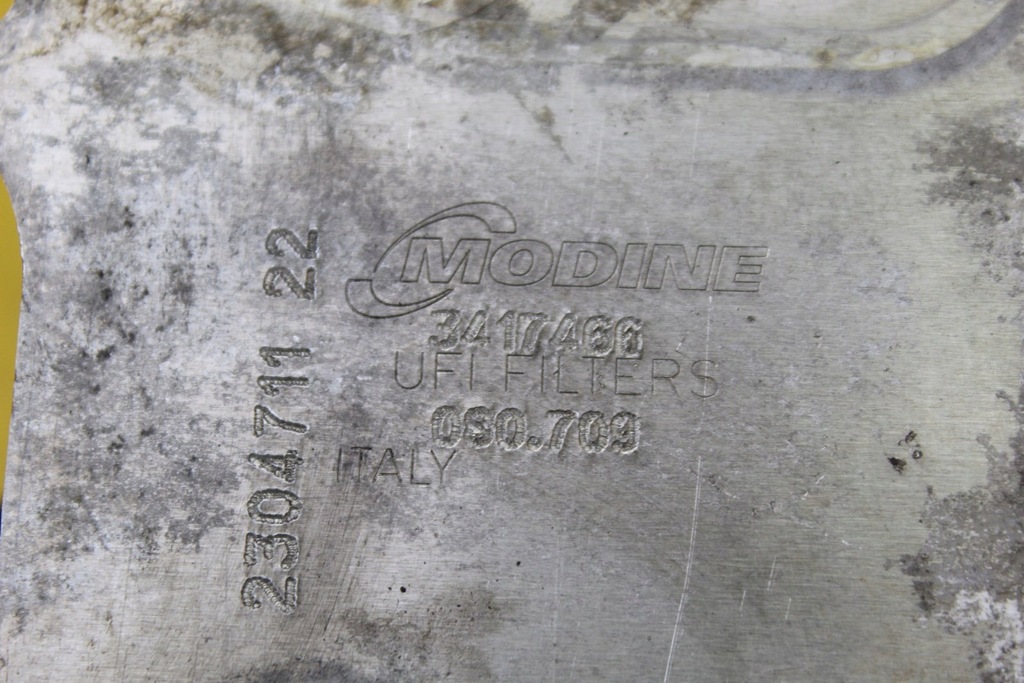 MODINE
3417466
UFI FILTERS
090.709
ITALY
2304711 22